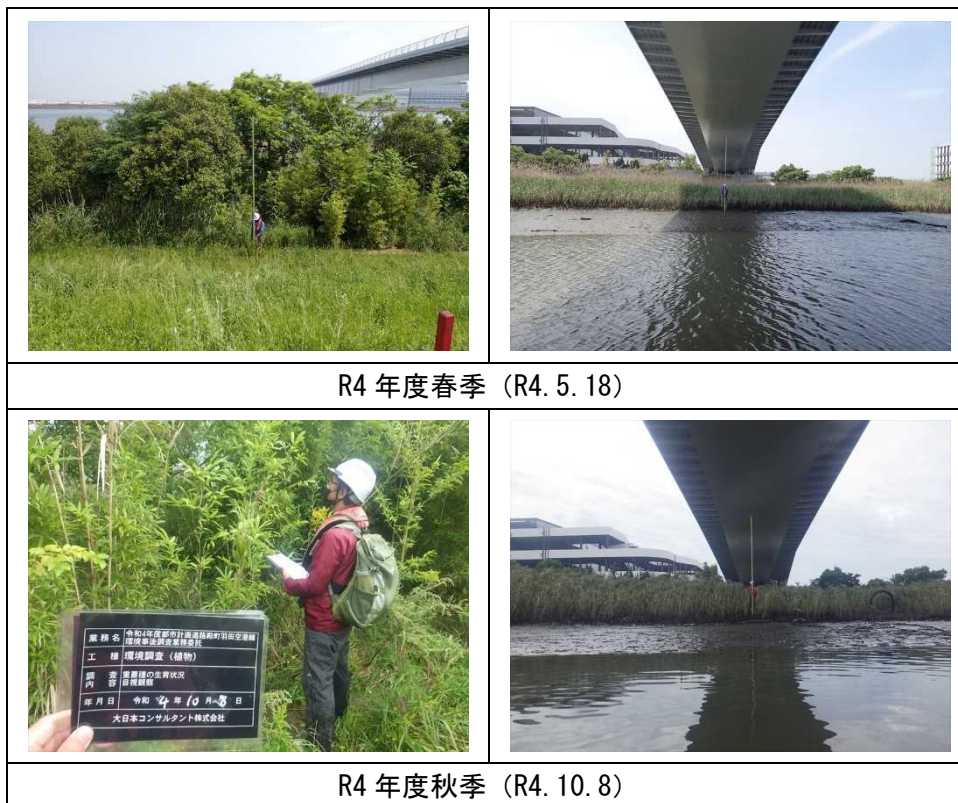 R4 年度春季 (R4.5.18)
業務名 令和4年度都市計画道路殿町羽田空港線
環境事後調査業務委託
工種 環境調査(植物)
調査内容 重要種の生育状況
目視観察
年月日 令和 4年 10月 8日
大日本コンサルタント株式会社
R4 年度秋季 (R4.10.8)